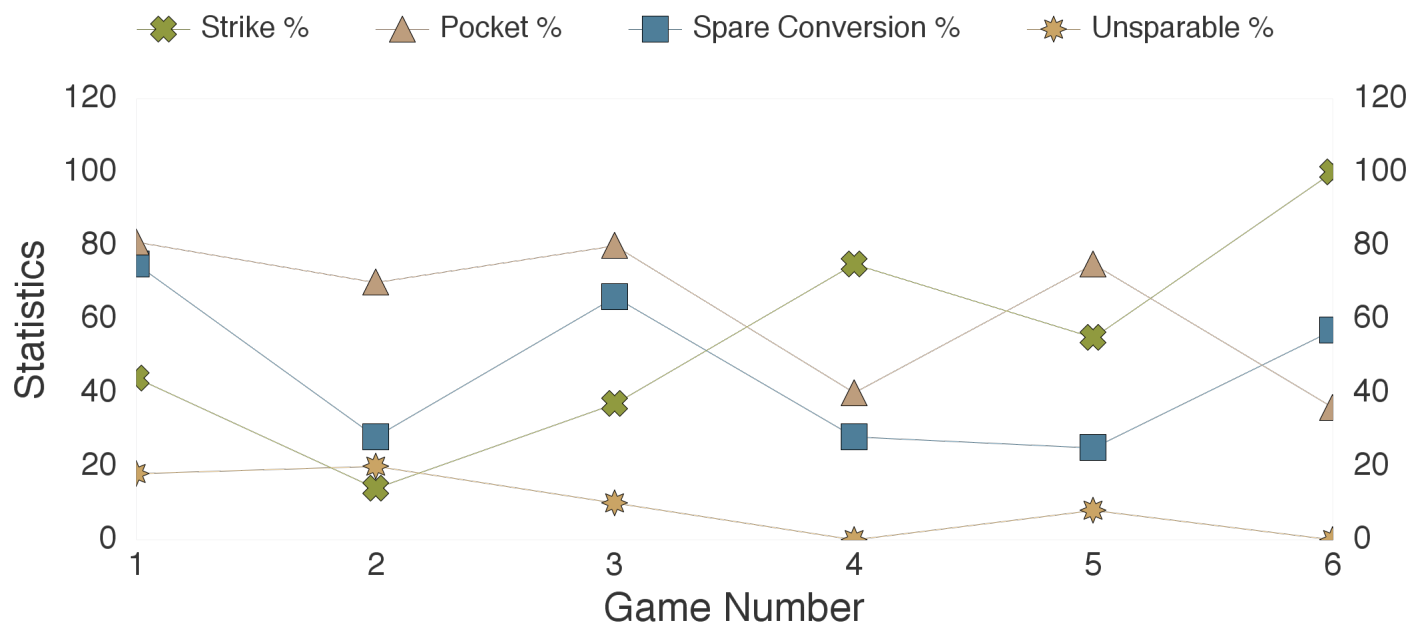 Strike % Pocket % Spare Conversion % Unsparable %
120 120
100 100
80 80
60 60
40 40
20 20
0 0
Statistics
1 2 3 4 5 6
Game Number